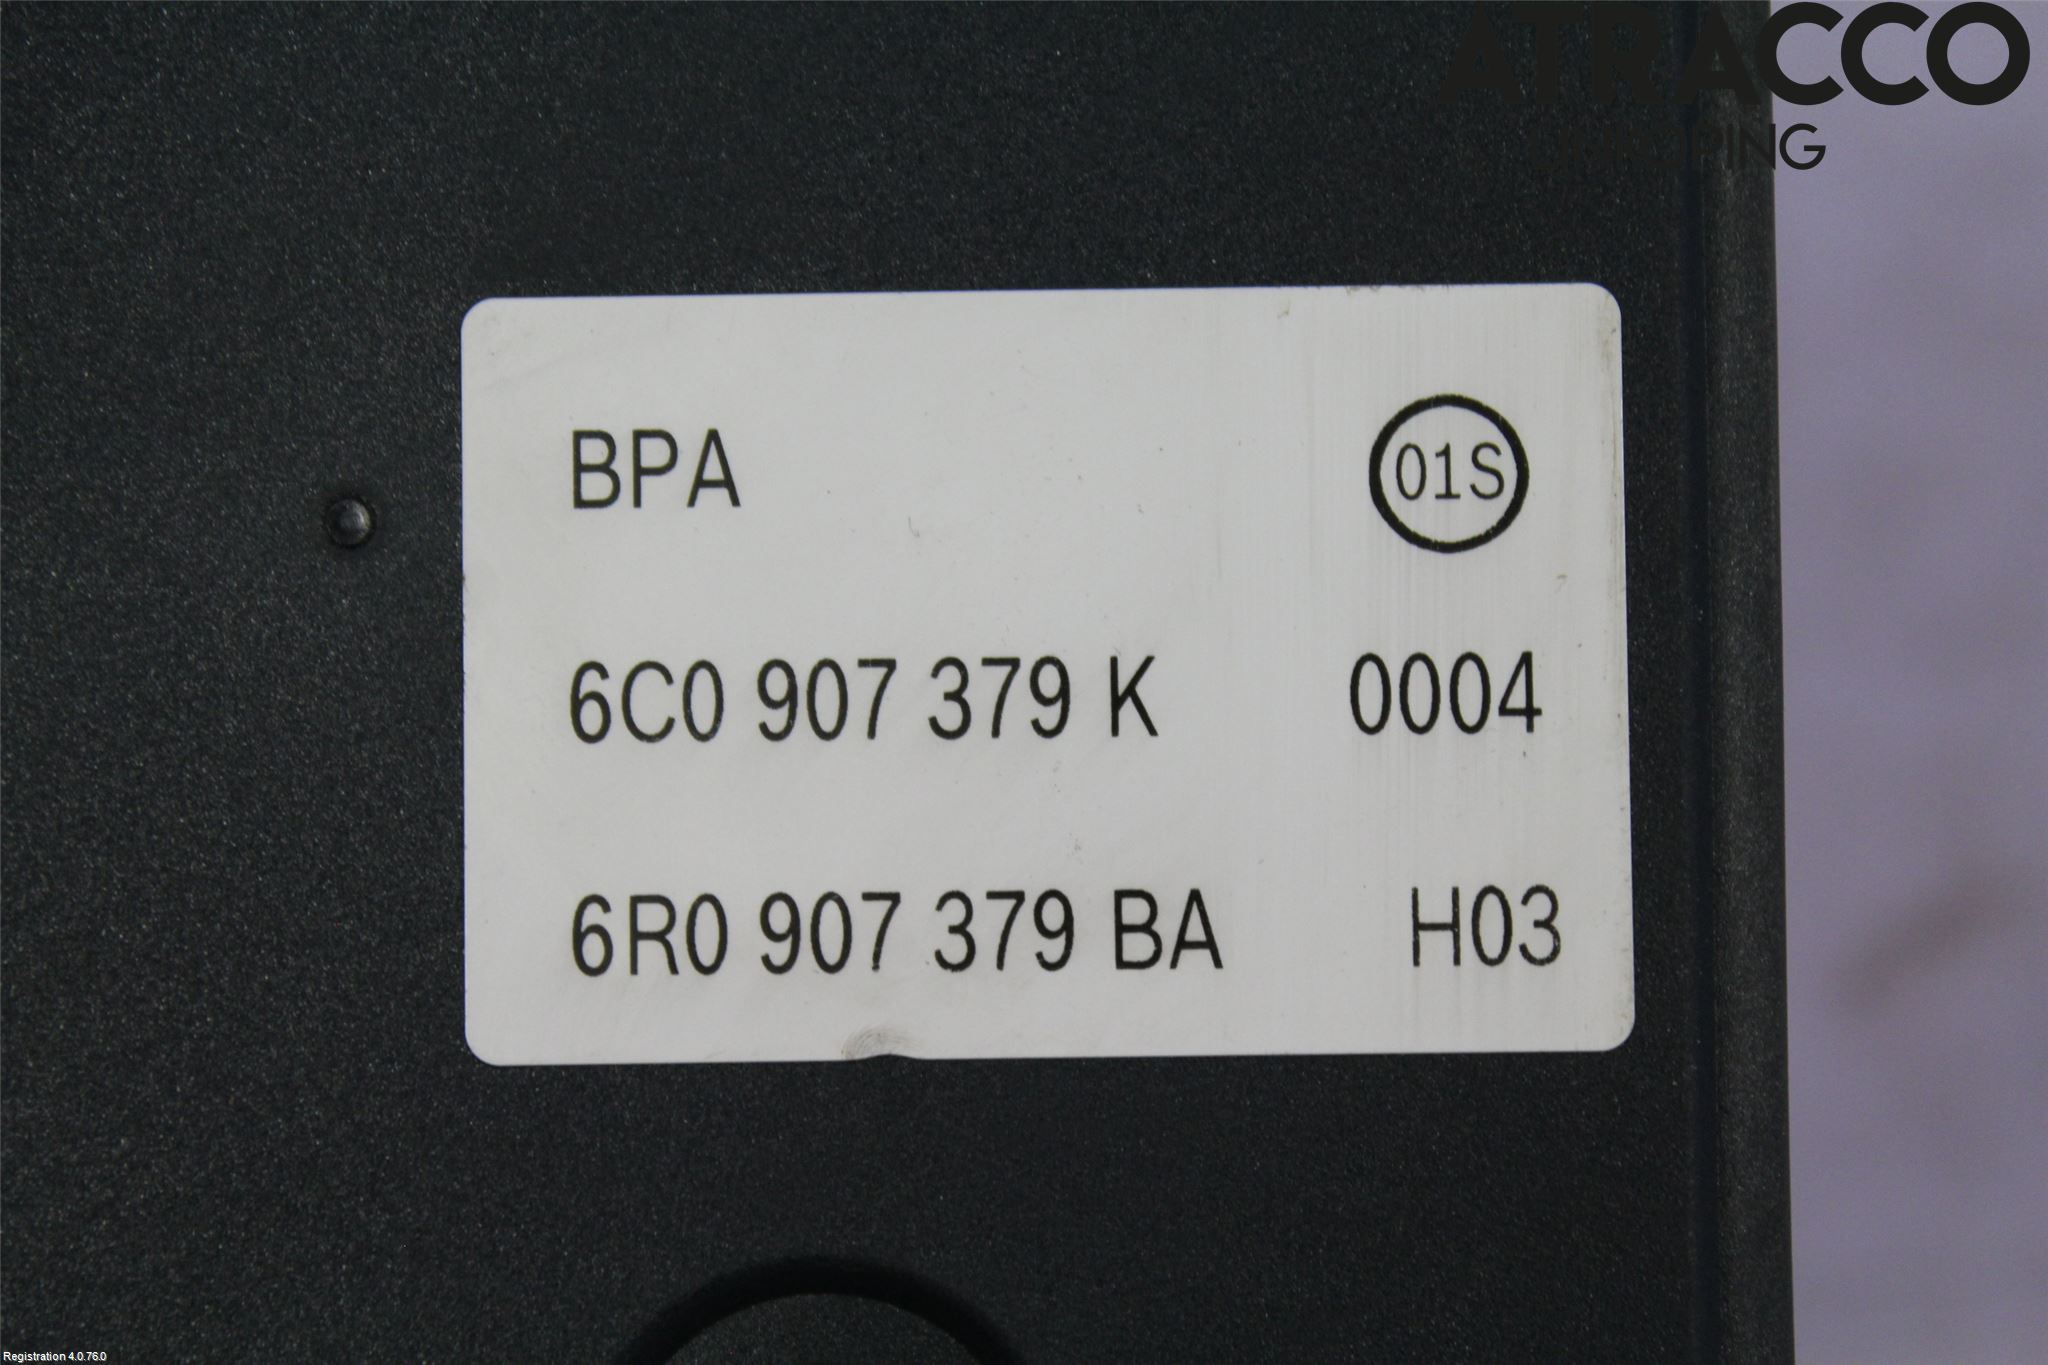 ATRACCO
BPA 01S
6C0 907 379 K 0004
6R0 907 379 BA H03
Registration 4.0.76.0